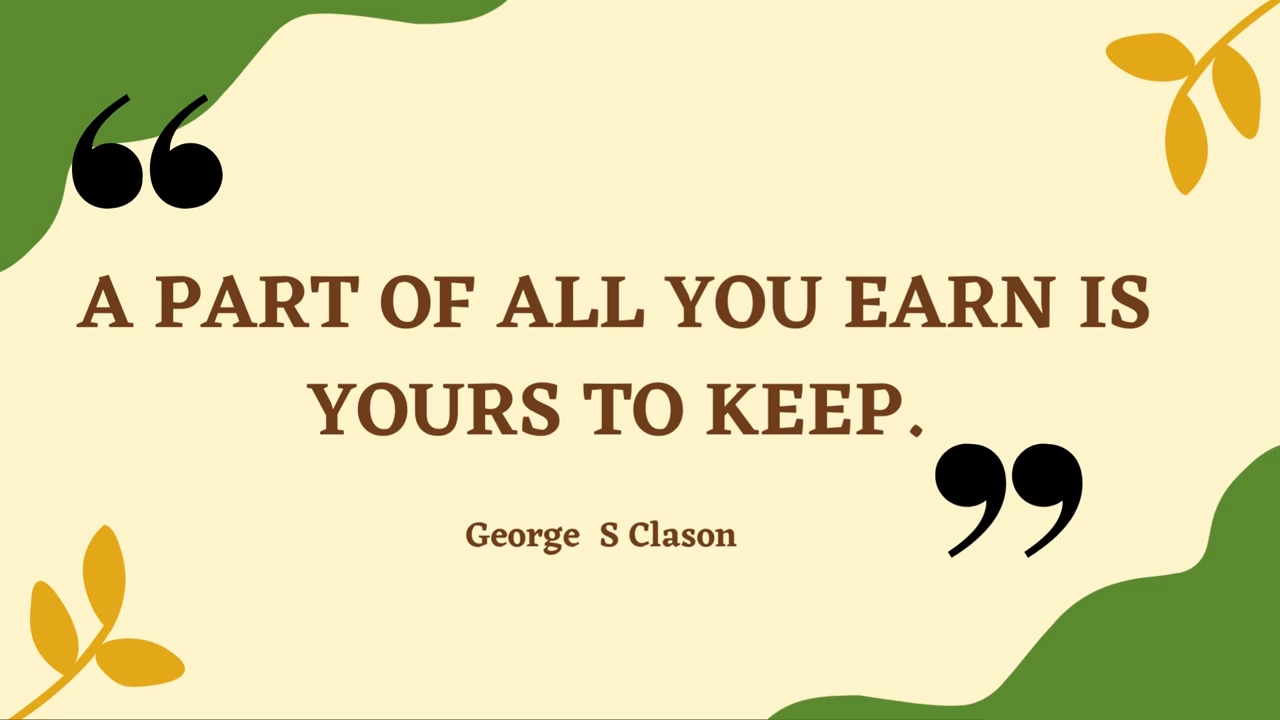 “
A PART OF ALL YOU EARN IS
YOURS TO KEEP.
”
George S Clason